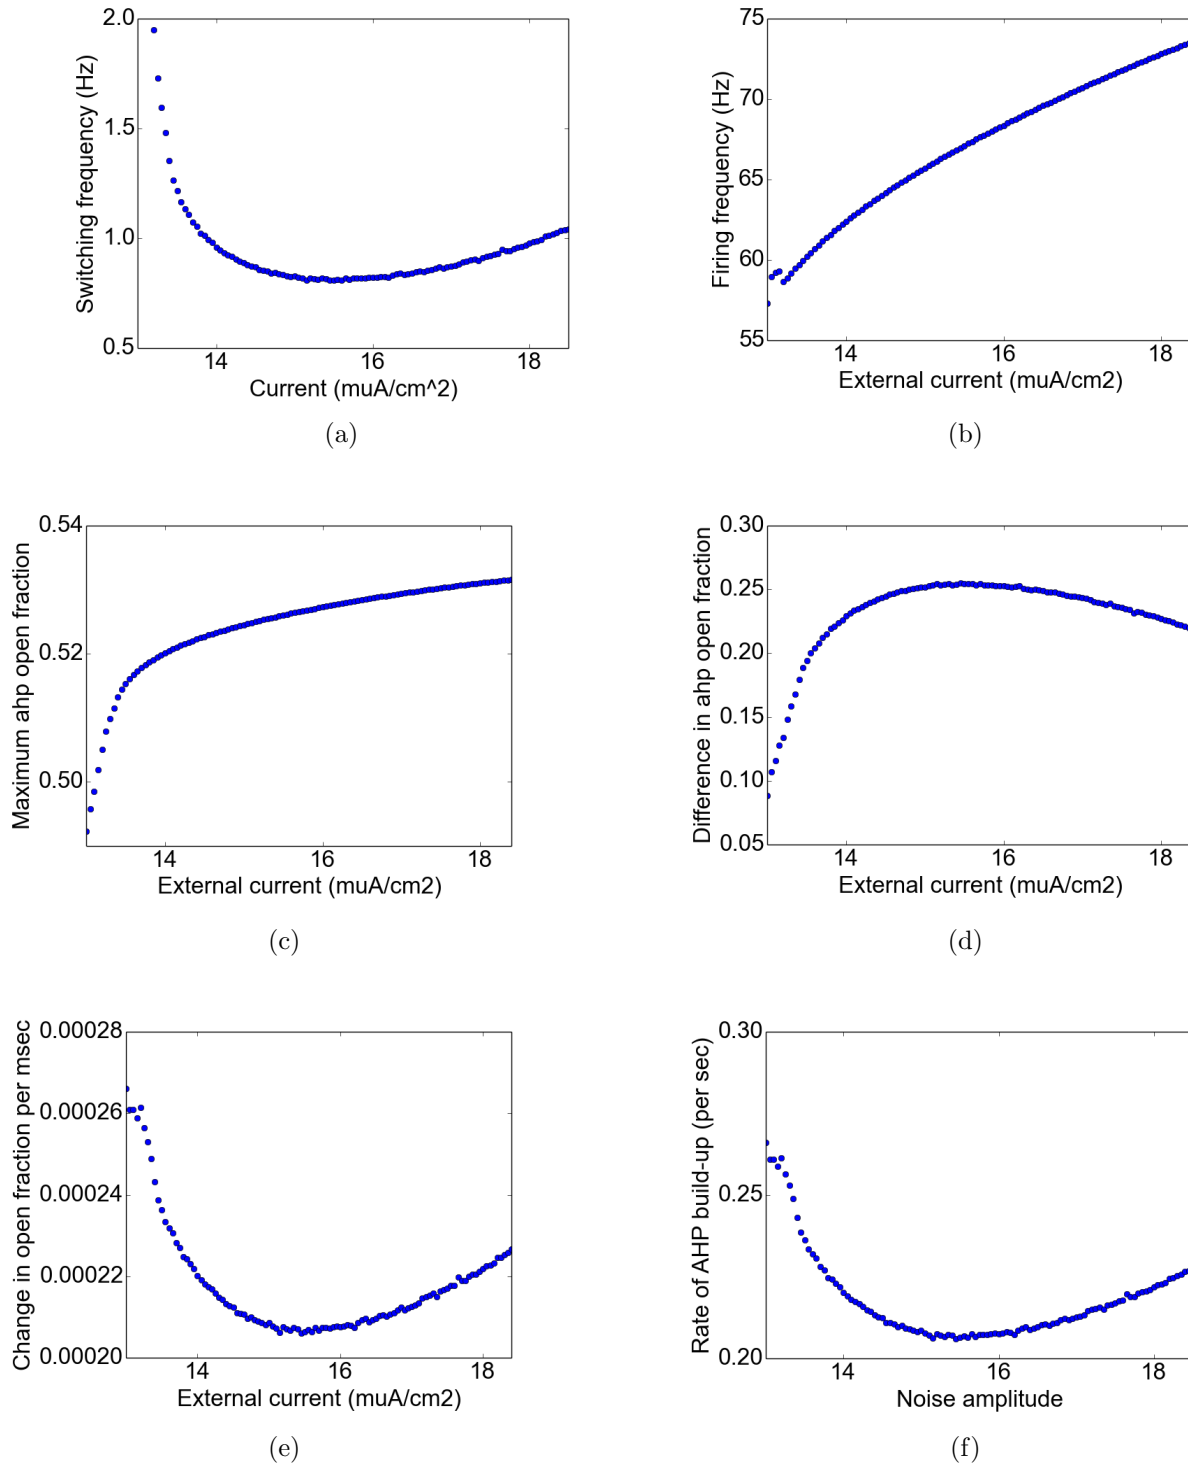 2.0
1.5
1.0
0.5
Switching frequency (Hz)
14 16 18
Current (muA/cm^2)
(a)
75
70
65
60
55
Firing frequency (Hz)
14 16 18
External current (muA/cm2)
(b)
0.54
0.52
0.50
Maximum ahp open fraction
14 16 18
External current (muA/cm2)
(c)
0.30
0.25
0.20
0.15
0.10
0.05
Difference in ahp open fraction
14 16 18
External current (muA/cm2)
(d)
0.00028
0.00026
0.00024
0.00022
0.00020
Change in open fraction per msec
14 16 18
External current (muA/cm2)
(e)
0.30
0.25
0.20
Rate of AHP build-up (per sec)
14 16 18
Noise amplitude
(f)